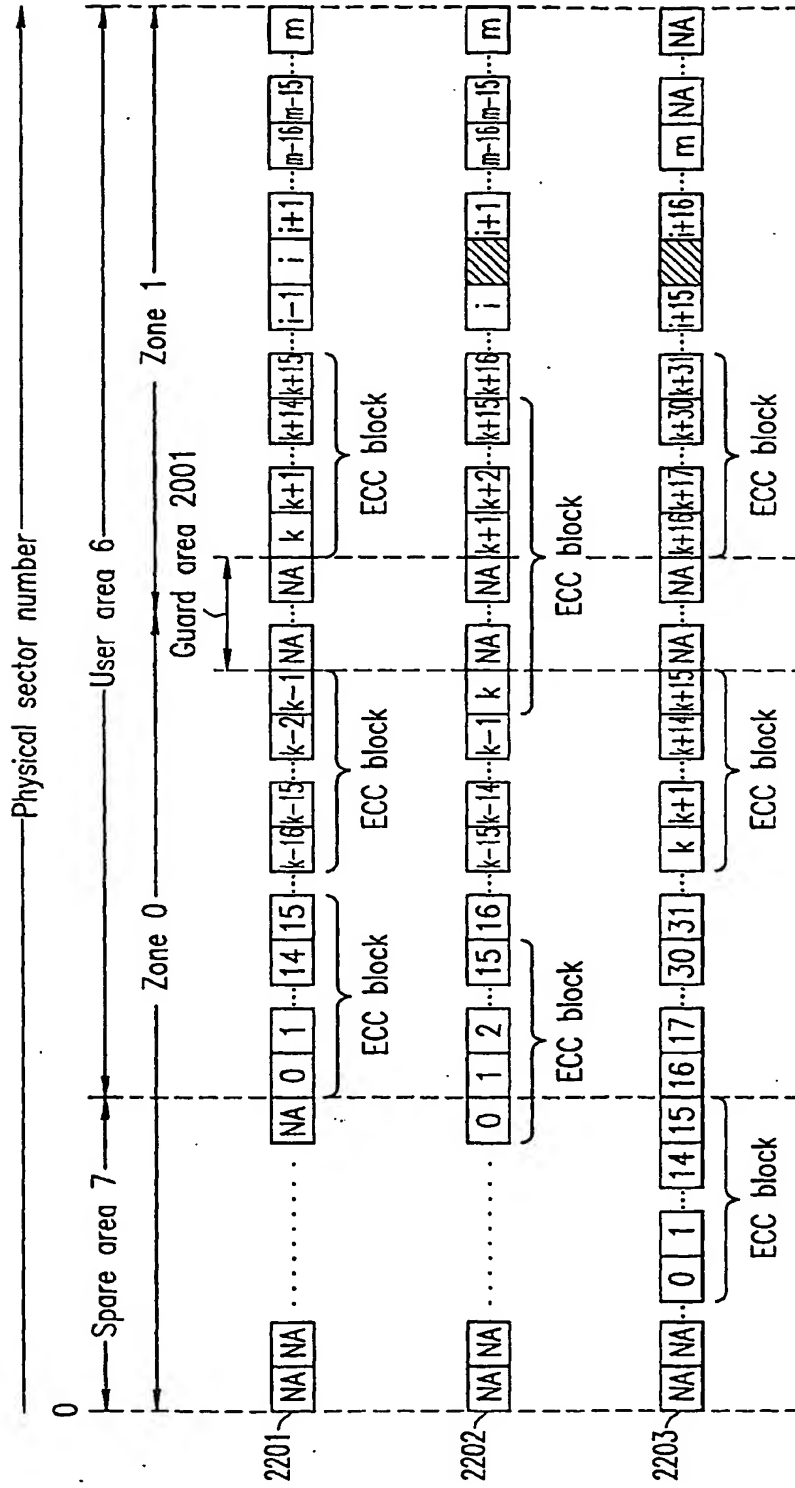 Physical sector number
0
Spare area 7
User area 6
Zone 0
Zone 1
Guard area 2001
2201
NA NA ........ NA 0 1 ... 14 15 ... k-16 k-15 ... k-2 k-1 NA ... NA k k+1 ... k+14 k+15 ... i-1 i i+1 ... m-16 m-15 ... m
ECC block
ECC block
ECC block
2202
NA NA ........ 0 1 2 ... 15 16 ... k-15 k-14 ... k-1 k NA ... NA k+1 k+2 ... k+15 k+16 ... i i+1 ... m-16 m-15 ... m
ECC block
ECC block
2203
NA NA ... 0 1 ... 14 15 16 17 ... 30 31 ... k k+1 ... k+14 k+15 NA ... NA k+16 k+17 ... k+30 k+31 ... i+15 i+16 ... m NA ... NA
ECC block
ECC block
ECC block